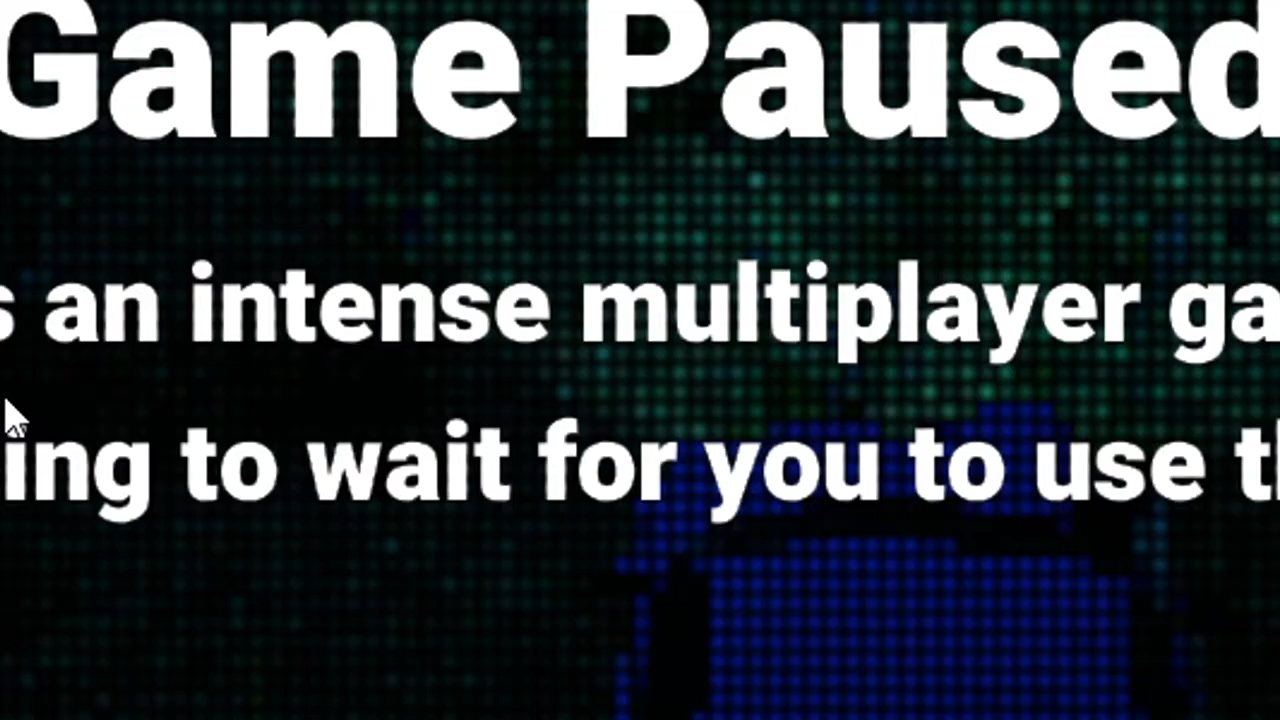 Game Paused
s an intense multiplayer ga
ing to wait for you to use th